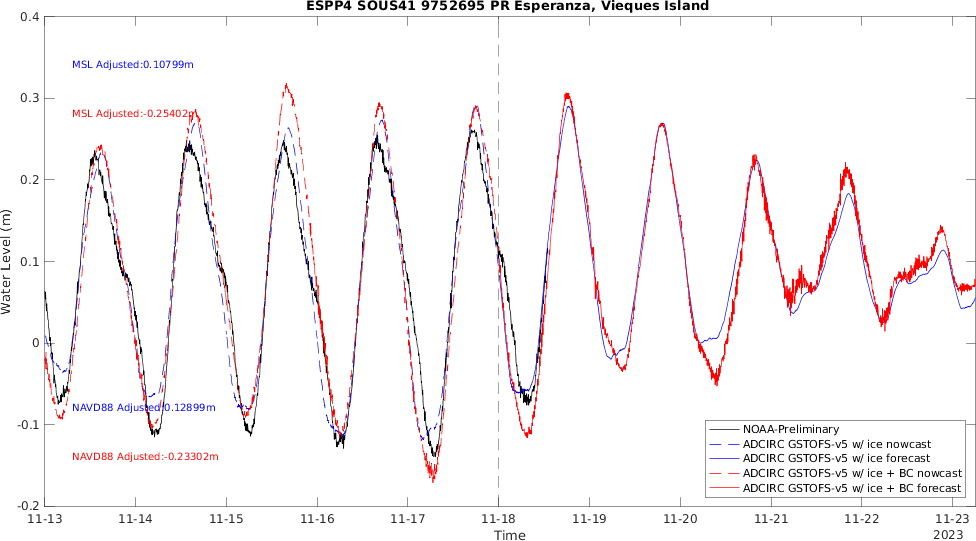 ESPP4 SOUS41 9752695 PR Esperanza, Vieques Island
0.4
0.3
0.2
0.1
0
-0.1
-0.2
Water Level (m)
MSL Adjusted:0.10799m
MSL Adjusted:-0.25402m
NAVD88 Adjusted:0.12899m
NAVD88 Adjusted:-0.23302m
NOAA-Preliminary
ADCIRC GSTOFS-v5 w/ ice nowcast
ADCIRC GSTOFS-v5 w/ ice forecast
ADCIRC GSTOFS-v5 w/ ice + BC nowcast
ADCIRC GSTOFS-v5 w/ ice + BC forecast
11-13 11-14 11-15 11-16 11-17 11-18 11-19 11-20 11-21 11-22 11-23
Time
2023